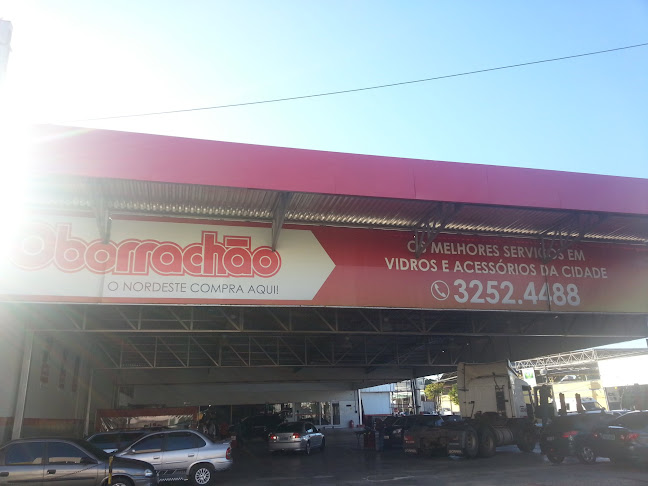 Oborrachão
O NORDESTE COMPRA AQUI!
OS MELHORES SERVIÇOS EM
VIDROS E ACESSÓRIOS DA CIDADE
3252.4488